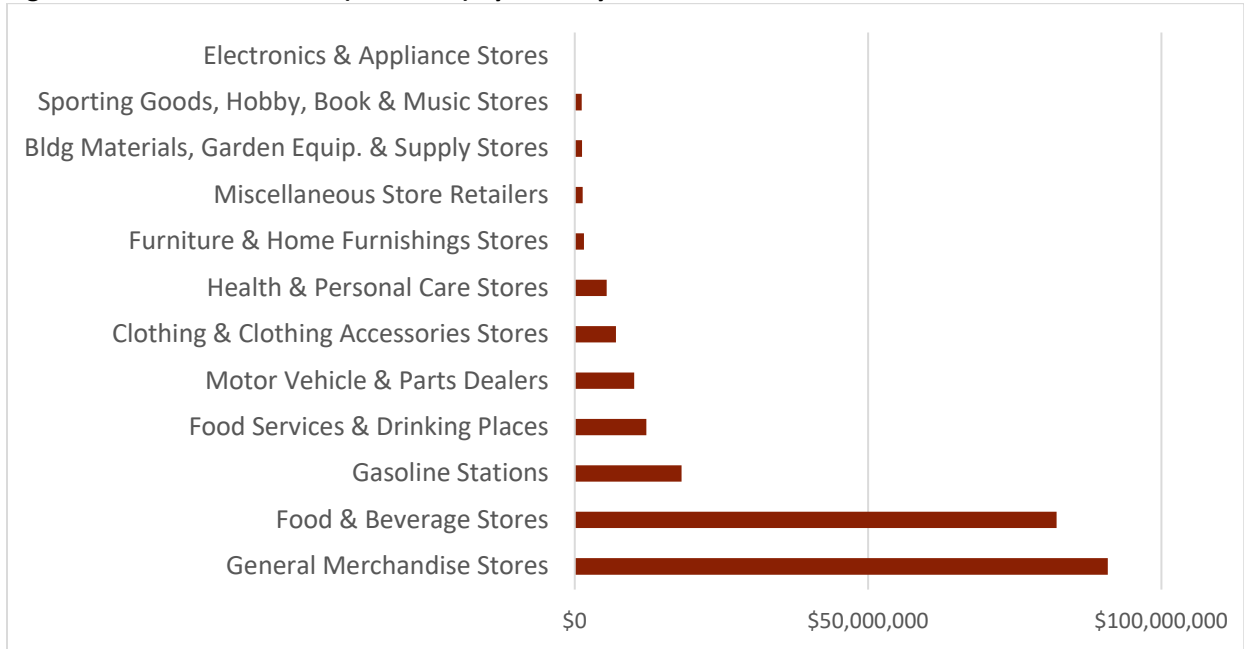 Electronics & Appliance Stores
Sporting Goods, Hobby, Book & Music Stores
Bldg Materials, Garden Equip. & Supply Stores
Miscellaneous Store Retailers
Furniture & Home Furnishings Stores
Health & Personal Care Stores
Clothing & Clothing Accessories Stores
Motor Vehicle & Parts Dealers
Food Services & Drinking Places
Gasoline Stations
Food & Beverage Stores
General Merchandise Stores
$0 $50,000,000 $100,000,000